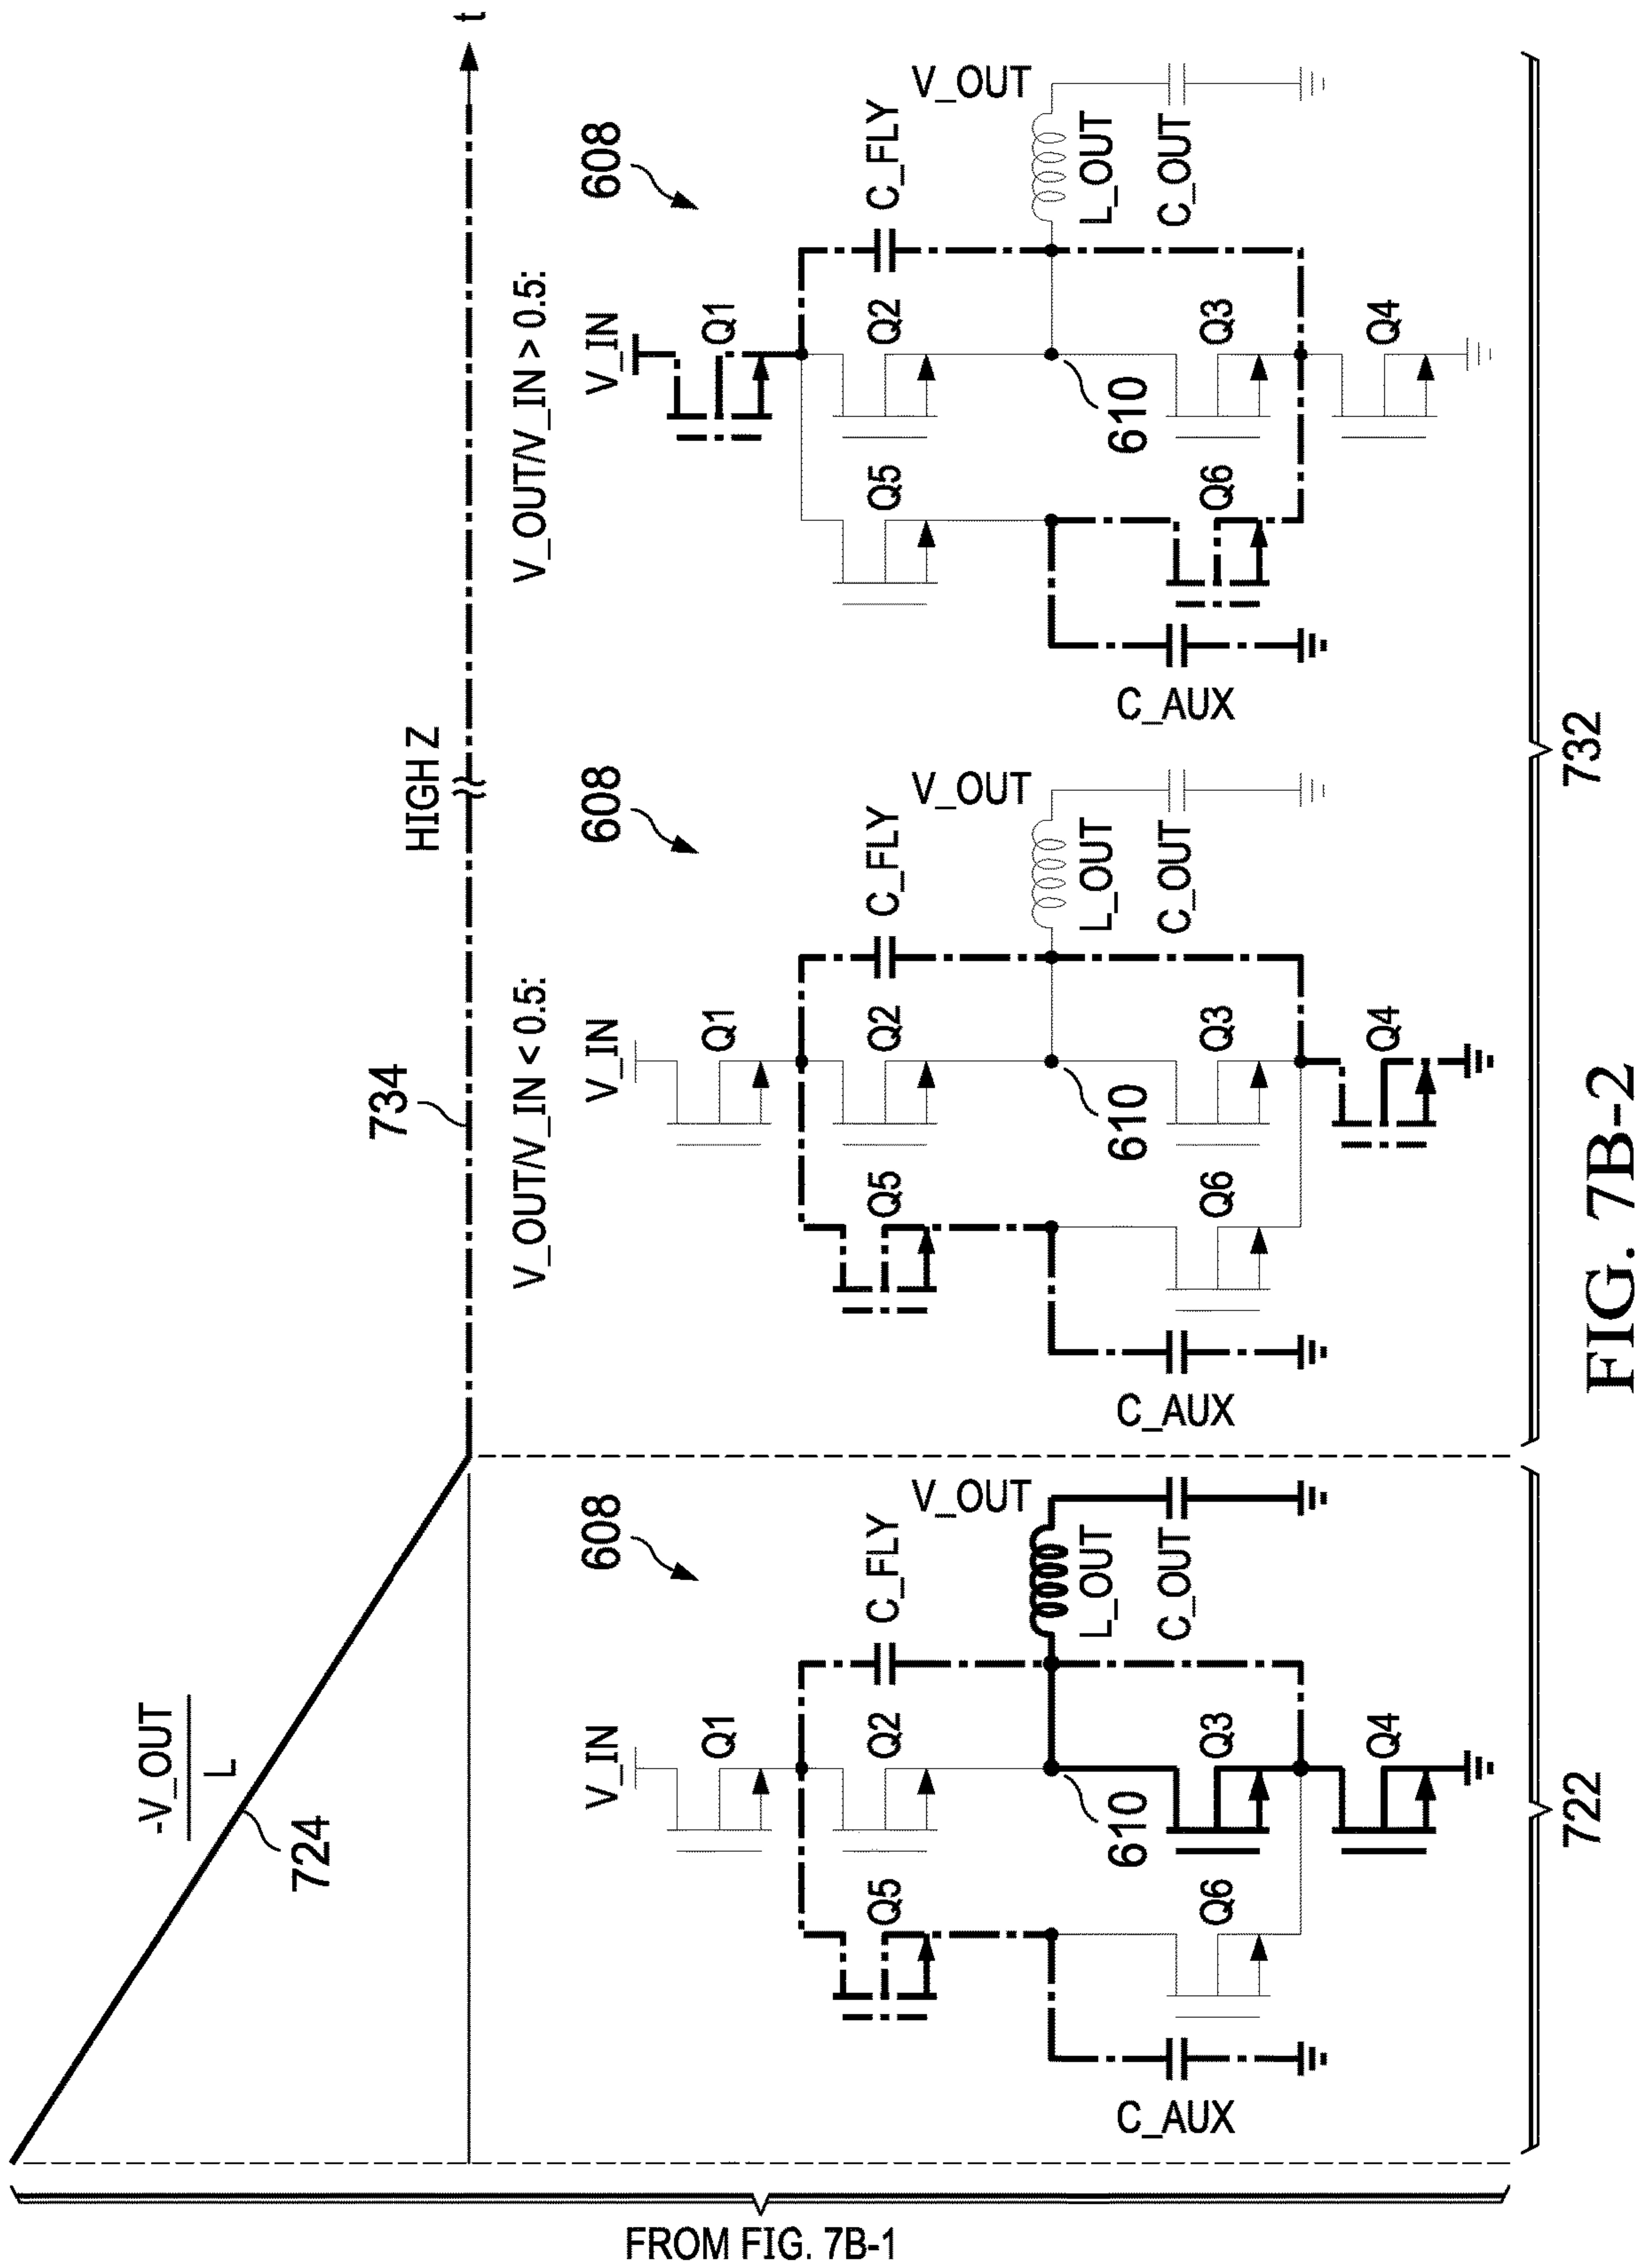 t
HIGH Z
734
-V_OUT
L
724
V_OUT/V_IN < 0.5:
V_OUT/V_IN > 0.5:
608
V_IN
Q1
Q2
Q3
Q4
Q5
Q6
C_FLY
V_OUT
L_OUT
C_OUT
C_AUX
610
722
608
V_IN
Q1
Q2
Q3
Q4
Q5
Q6
C_FLY
V_OUT
L_OUT
C_OUT
C_AUX
610
608
V_IN
Q1
Q2
Q3
Q4
Q5
Q6
C_FLY
V_OUT
L_OUT
C_OUT
C_AUX
610
732
FROM FIG. 7B-1
FIG. 7B-2